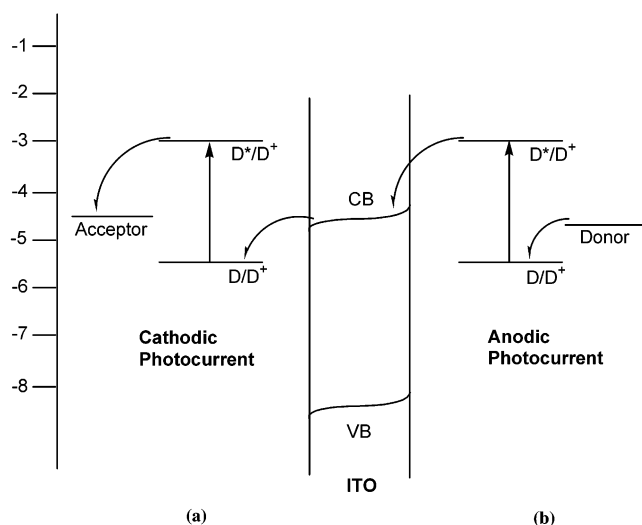 -1
-2
-3
-4
-5
-6
-7
-8
D*/D+
Acceptor
D/D+
Cathodic
Photocurrent
CB
VB
ITO
D*/D+
Donor
D/D+
Anodic
Photocurrent
(a)
(b)